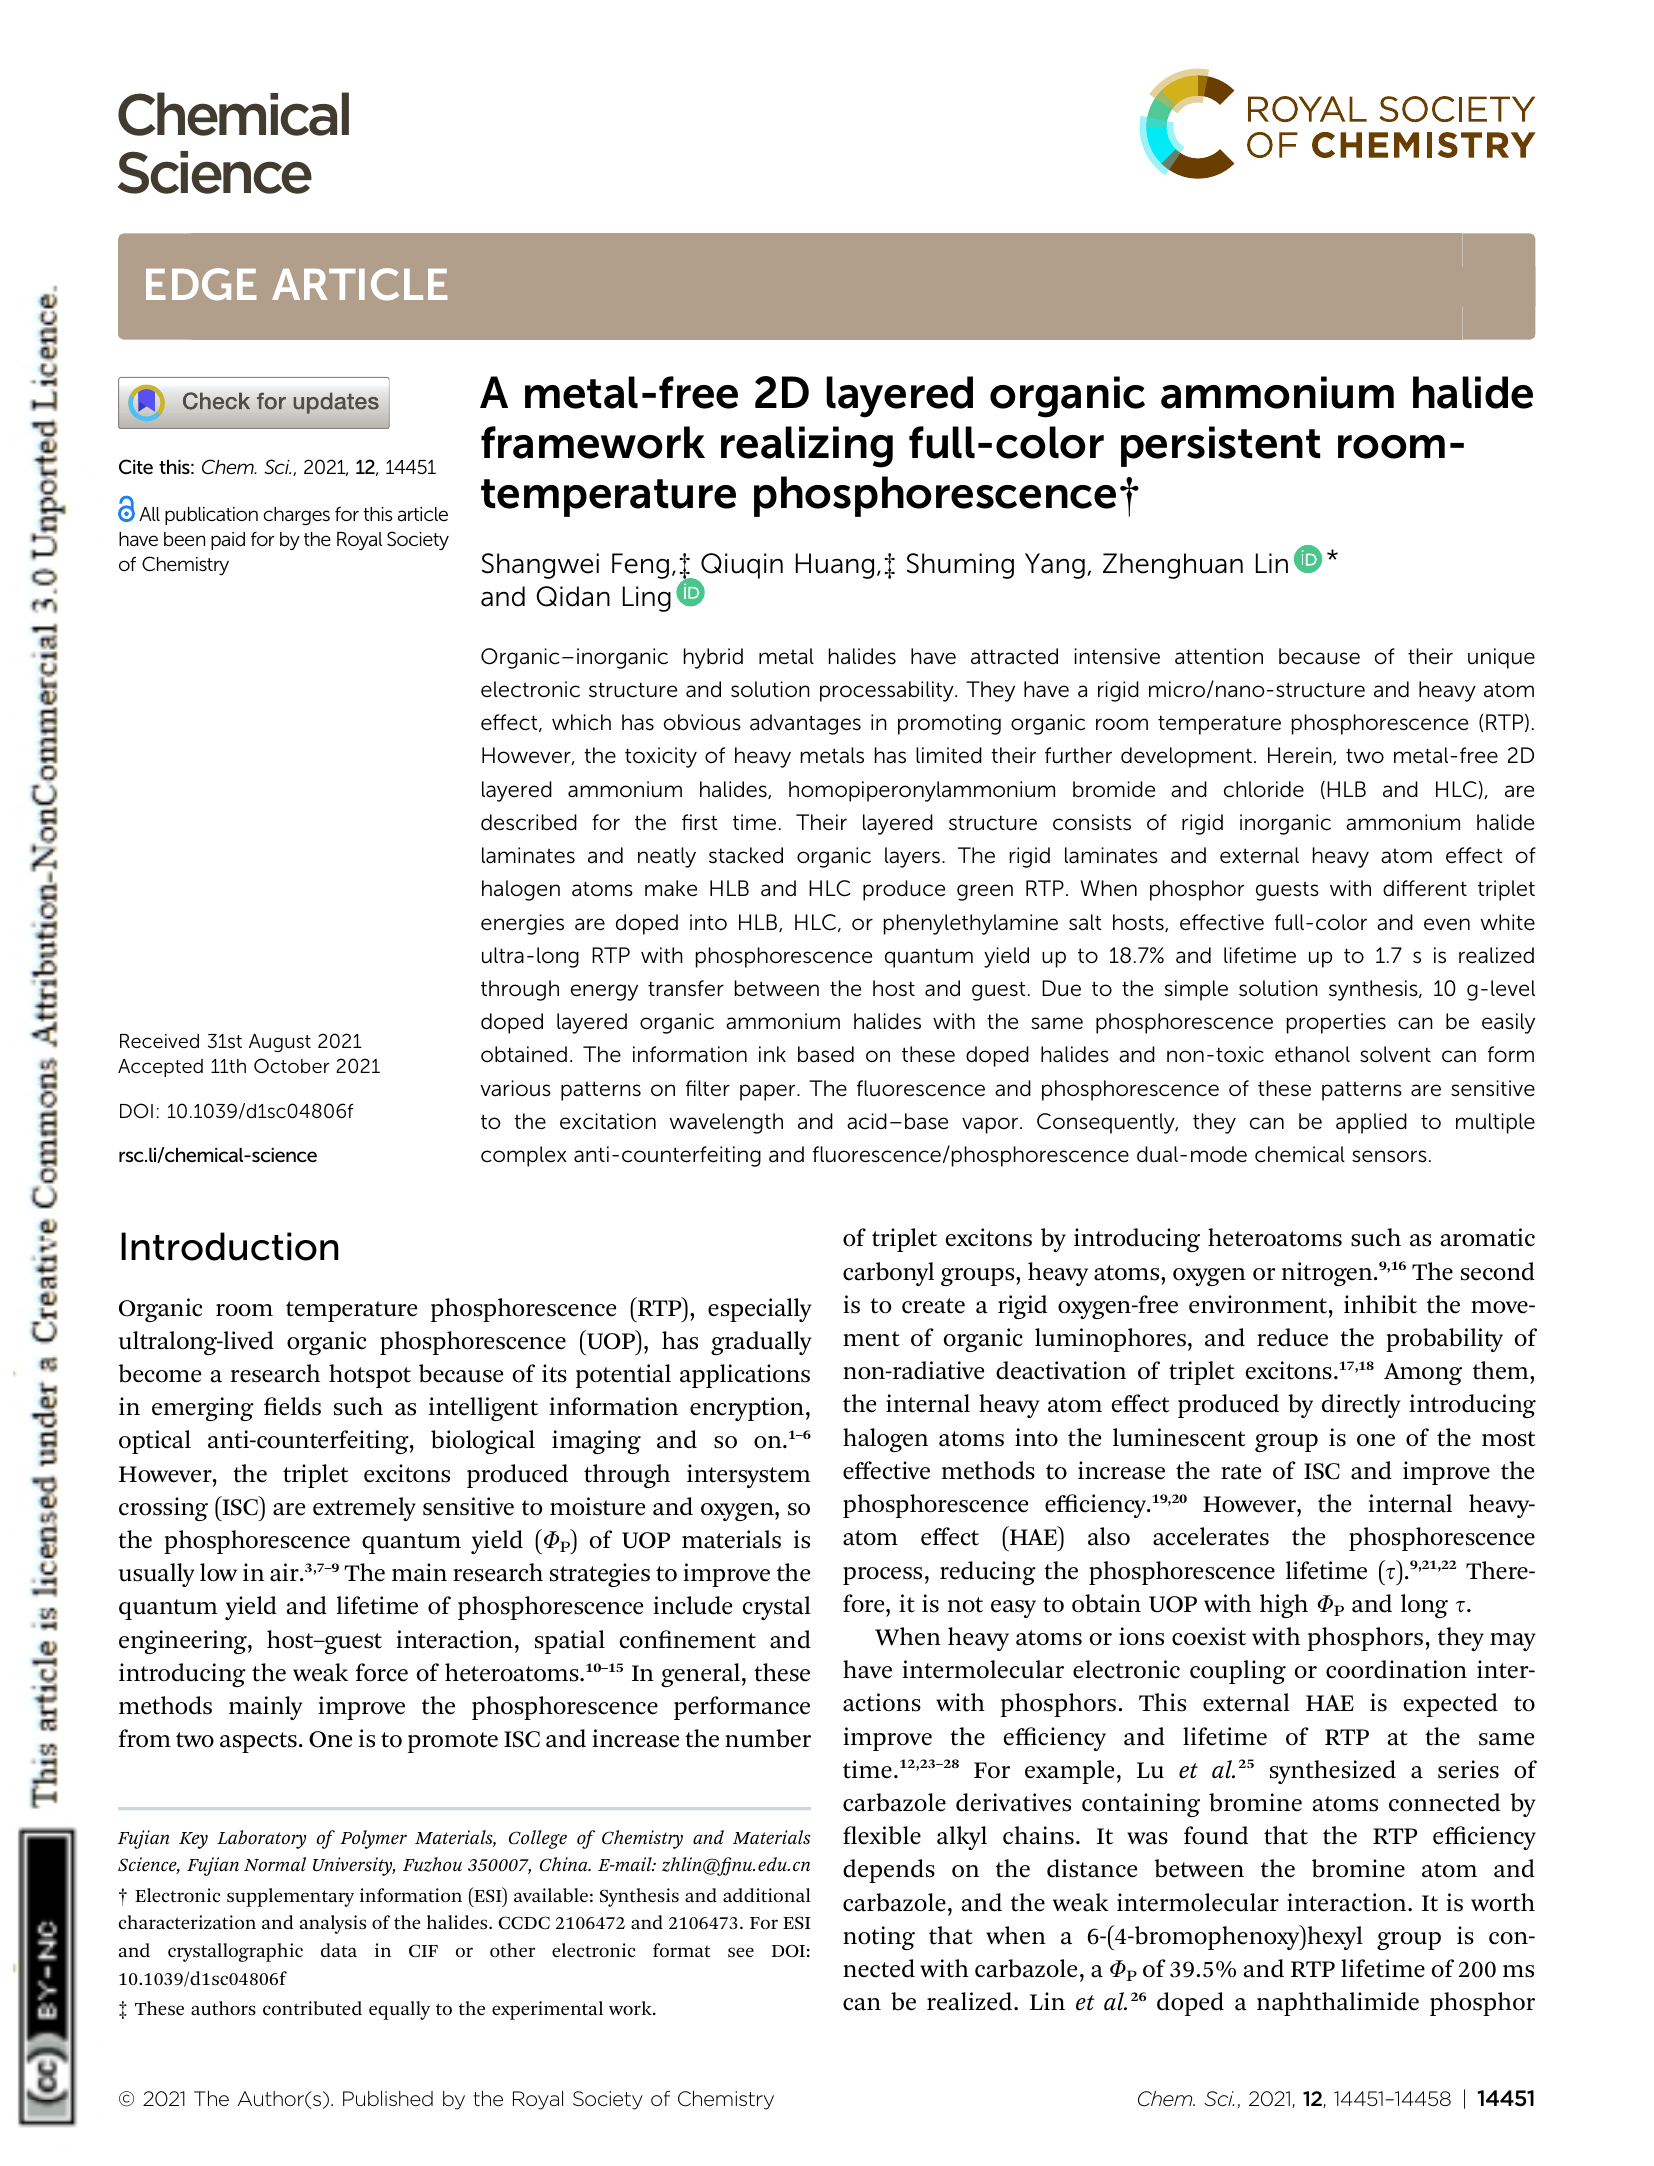 Chemical
Science
ROYAL SOCIETY
OF CHEMISTRY
EDGE ARTICLE
Check for updates
Cite this: Chem. Sci., 2021, 12, 14451
All publication charges for this article
have been paid for by the Royal Society
of Chemistry
Received 31st August 2021
Accepted 11th October 2021
DOI: 10.1039/d1sc04806f
rsc.li/chemical-science
A metal-free 2D layered organic ammonium halide
framework realizing full-color persistent room-
temperature phosphorescence†
Shangwei Feng,‡ Qiuqin Huang,‡ Shuming Yang, Zhenghuan Lin iD *
and Qidan Ling iD
Organic–inorganic hybrid metal halides have attracted intensive attention because of their unique
electronic structure and solution processability. They have a rigid micro/nano-structure and heavy atom
effect, which has obvious advantages in promoting organic room temperature phosphorescence (RTP).
However, the toxicity of heavy metals has limited their further development. Herein, two metal-free 2D
layered ammonium halides, homopiperonylammonium bromide and chloride (HLB and HLC), are
described for the first time. Their layered structure consists of rigid inorganic ammonium halide
laminates and neatly stacked organic layers. The rigid laminates and external heavy atom effect of
halogen atoms make HLB and HLC produce green RTP. When phosphor guests with different triplet
energies are doped into HLB, HLC, or phenylethylamine salt hosts, effective full-color and even white
ultra-long RTP with phosphorescence quantum yield up to 18.7% and lifetime up to 1.7 s is realized
through energy transfer between the host and guest. Due to the simple solution synthesis, 10 g-level
doped layered organic ammonium halides with the same phosphorescence properties can be easily
obtained. The information ink based on these doped halides and non-toxic ethanol solvent can form
various patterns on filter paper. The fluorescence and phosphorescence of these patterns are sensitive
to the excitation wavelength and acid–base vapor. Consequently, they can be applied to multiple
complex anti-counterfeiting and fluorescence/phosphorescence dual-mode chemical sensors.
Introduction
Organic room temperature phosphorescence (RTP), especially
ultralong-lived organic phosphorescence (UOP), has gradually
become a research hotspot because of its potential applications
in emerging fields such as intelligent information encryption,
optical anti-counterfeiting, biological imaging and so on.1–6
However, the triplet excitons produced through intersystem
crossing (ISC) are extremely sensitive to moisture and oxygen, so
the phosphorescence quantum yield (ΦP) of UOP materials is
usually low in air.3,7–9 The main research strategies to improve the
quantum yield and lifetime of phosphorescence include crystal
engineering, host–guest interaction, spatial confinement and
introducing the weak force of heteroatoms.10–15 In general, these
methods mainly improve the phosphorescence performance
from two aspects. One is to promote ISC and increase the number
of triplet excitons by introducing heteroatoms such as aromatic
carbonyl groups, heavy atoms, oxygen or nitrogen.9,16 The second
is to create a rigid oxygen-free environment, inhibit the move-
ment of organic luminophores, and reduce the probability of
non-radiative deactivation of triplet excitons.17,18 Among them,
the internal heavy atom effect produced by directly introducing
halogen atoms into the luminescent group is one of the most
effective methods to increase the rate of ISC and improve the
phosphorescence efficiency.19,20 However, the internal heavy-
atom effect (HAE) also accelerates the phosphorescence
process, reducing the phosphorescence lifetime (τ).9,21,22 There-
fore, it is not easy to obtain UOP with high ΦP and long τ.
When heavy atoms or ions coexist with phosphors, they may
have intermolecular electronic coupling or coordination inter-
actions with phosphors. This external HAE is expected to
improve the efficiency and lifetime of RTP at the same
time.12,23–28 For example, Lu et al.25 synthesized a series of
carbazole derivatives containing bromine atoms connected by
flexible alkyl chains. It was found that the RTP efficiency
depends on the distance between the bromine atom and
carbazole, and the weak intermolecular interaction. It is worth
noting that when a 6-(4-bromophenoxy)hexyl group is con-
nected with carbazole, a ΦP of 39.5% and RTP lifetime of 200 ms
can be realized. Lin et al.26 doped a naphthalimide phosphor
Fujian Key Laboratory of Polymer Materials, College of Chemistry and Materials
Science, Fujian Normal University, Fuzhou 350007, China. E-mail: zhlin@fjnu.edu.cn
† Electronic supplementary information (ESI) available: Synthesis and additional
characterization and analysis of the halides. CCDC 2106472 and 2106473. For ESI
and crystallographic data in CIF or other electronic format see DOI:
10.1039/d1sc04806f
‡ These authors contributed equally to the experimental work.
© 2021 The Author(s). Published by the Royal Society of Chemistry
Chem. Sci., 2021, 12, 14451–14458 | 14451
This article is licensed under a Creative Commons Attribution-NonCommercial 3.0 Unported Licence.
(cc) BY-NC